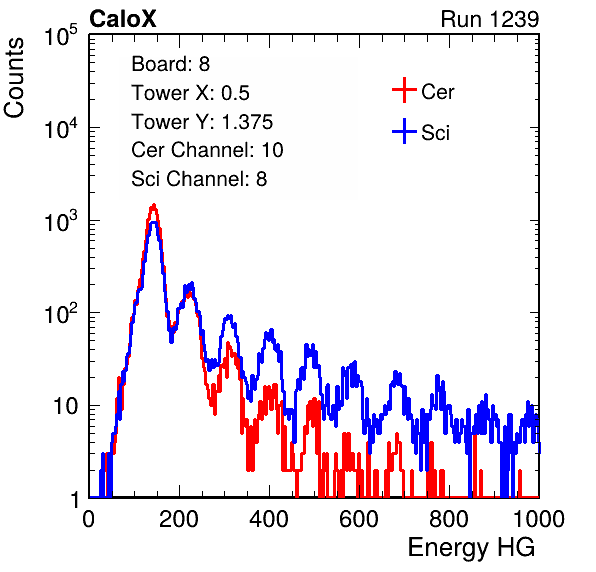 CaloX Run 1239
Counts
Board: 8
Tower X: 0.5
Tower Y: 1.375
Cer Channel: 10
Sci Channel: 8
Cer
Sci
10^5
10^4
10^3
10^2
10
1
0 200 400 600 800 1000
Energy HG